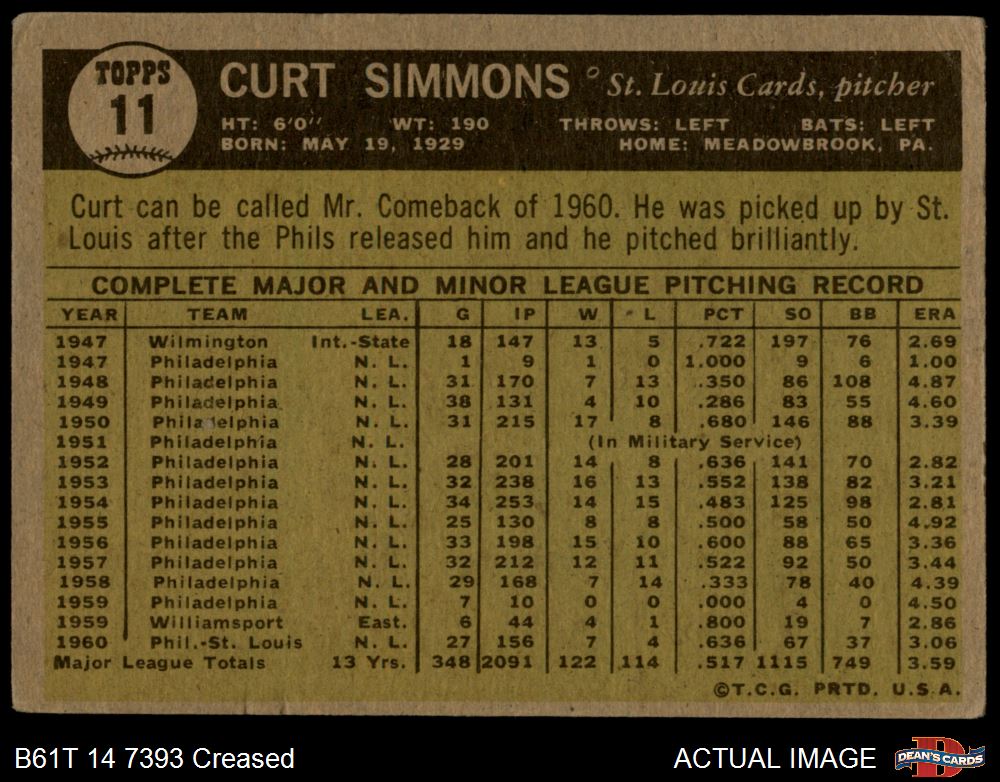 TOPPS
11
CURT SIMMONS St. Louis Cards, pitcher
HT: 6'0" WT: 190 THROWS: LEFT BATS: LEFT
BORN: MAY 19, 1929 HOME: MEADOWBROOK, PA.
Curt can be called Mr. Comeback of 1960. He was picked up by St.
Louis after the Phils released him and he pitched brilliantly.
COMPLETE MAJOR AND MINOR LEAGUE PITCHING RECORD
YEAR TEAM LEA. G IP W L PCT SO BB ERA
1947 Wilmington Int.-State 18 147 13 5 .722 197 76 2.69
1947 Philadelphia N. L. 1 9 1 0 1.000 9 6 1.00
1948 Philadelphia N. L. 31 170 7 13 .350 86 108 4.87
1949 Philadelphia N. L. 38 131 4 10 .286 83 55 4.60
1950 Philadelphia N. L. 31 215 17 8 .680 146 88 3.39
1951 Philadelphia N. L. (In Military Service)
1952 Philadelphia N. L. 28 201 14 8 .636 141 70 2.82
1953 Philadelphia N. L. 32 238 16 13 .552 138 82 3.21
1954 Philadelphia N. L. 34 253 14 15 .483 125 98 2.81
1955 Philadelphia N. L. 25 130 8 8 .500 58 50 4.92
1956 Philadelphia N. L. 33 198 15 10 .600 88 65 3.36
1957 Philadelphia N. L. 32 212 12 11 .522 92 50 3.44
1958 Philadelphia N. L. 29 168 7 14 .333 78 40 4.39
1959 Philadelphia N. L. 7 10 0 0 .000 4 0 4.50
1959 Williamsport East. 6 44 4 1 .800 19 7 2.86
1960 Phil.-St. Louis N. L. 27 156 7 4 .636 67 37 3.06
Major League Totals 13 Yrs. 348 2091 122 114 .517 1115 749 3.59
©T.C.G. PRTD. U.S.A.
B61T 14 7393 Creased ACTUAL IMAGE
DEAN'S CARDS